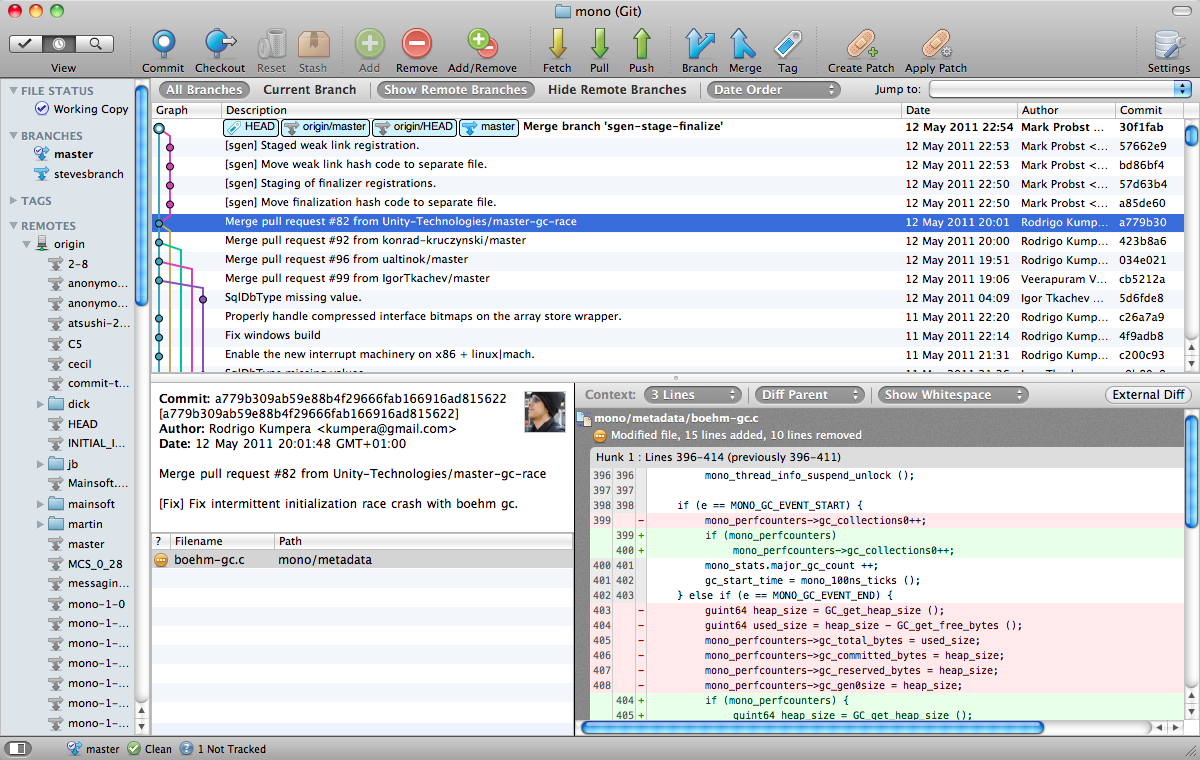 mono (Git)
View
Commit
Checkout
Reset
Stash
Add
Remove
Add/Remove
Fetch
Pull
Push
Branch
Merge
Tag
Create Patch
Apply Patch
Settings
FILE STATUS
Working Copy
BRANCHES
master
stevesbranch
TAGS
REMOTES
origin
2-8
anonymo...
anonymo...
atsushi-2...
C5
cecil
commit-t...
dick
HEAD
INITIAL_I...
jb
Mainsoft....
mainsoft
martin
master
MCS_0_28
messagin...
mono-1-0
mono-1-...
mono-1-...
mono-1-...
mono-1-...
mono-1-...
mono-1-...
All Branches Current Branch Show Remote Branches Hide Remote Branches Date Order Jump to:
Graph Description Date Author Commit
HEAD origin/master origin/HEAD master Merge branch 'sgen-stage-finalize' 12 May 2011 22:54 Mark Probst ... 30f1fab
[sgen] Staged weak link registration. 12 May 2011 22:53 Mark Probst <... 57662e9
[sgen] Move weak link hash code to separate file. 12 May 2011 22:53 Mark Probst <... bd86bf4
[sgen] Staging of finalizer registrations. 12 May 2011 22:50 Mark Probst <... 57d63b4
[sgen] Move finalization hash code to separate file. 12 May 2011 22:50 Mark Probst <... a85de60
Merge pull request #82 from Unity-Technologies/master-gc-race 12 May 2011 20:01 Rodrigo Kump... a779b30
Merge pull request #92 from konrad-kruczynski/master 12 May 2011 20:00 Rodrigo Kump... 423b8a6
Merge pull request #96 from ualtinok/master 12 May 2011 19:51 Rodrigo Kump... 034e021
Merge pull request #99 from IgorTkachev/master 12 May 2011 19:06 Veerapuram V... cb5212a
SqlDbType missing value. 12 May 2011 04:09 Igor Tkachev ... 5d6fde8
Properly handle compressed interface bitmaps on the array store wrapper. 11 May 2011 22:20 Rodrigo Kump... c26a7a9
Fix windows build 11 May 2011 22:14 Rodrigo Kump... 4f9adb8
Enable the new interrupt machinery on x86 + linux|mach. 11 May 2011 21:31 Rodrigo Kump... c200c93
SqlDbType missing value.
Commit: a779b309ab59e88b4f29666fab166916ad815622
[a779b309ab59e88b4f29666fab166916ad815622]
Author: Rodrigo Kumpera <kumpera@gmail.com>
Date: 12 May 2011 20:01:48 GMT+01:00
Merge pull request #82 from Unity-Technologies/master-gc-race
[Fix] Fix intermittent initialization race crash with boehm gc.
? Filename Path
boehm-gc.c mono/metadata
Context: 3 Lines Diff Parent Show Whitespace External Diff
mono/metadata/boehm-gc.c
Modified file, 15 lines added, 10 lines removed
Hunk 1 : Lines 396-414 (previously 396-411)
396 396 mono_thread_info_suspend_unlock ();
397 397
398 398 if (e == MONO_GC_EVENT_START) {
399 - mono_perfcounters->gc_collections0++;
399 + if (mono_perfcounters)
400 + mono_perfcounters->gc_collections0++;
400 401 mono_stats.major_gc_count ++;
401 402 gc_start_time = mono_100ns_ticks ();
402 403 } else if (e == MONO_GC_EVENT_END) {
403 - guint64 heap_size = GC_get_heap_size ();
404 - guint64 used_size = heap_size - GC_get_free_bytes ();
405 - mono_perfcounters->gc_total_bytes = used_size;
406 - mono_perfcounters->gc_committed_bytes = heap_size;
407 - mono_perfcounters->gc_reserved_bytes = heap_size;
408 - mono_perfcounters->gc_gen0size = heap_size;
404 + if (mono_perfcounters) {
405 + guint64 heap_size = GC_get_heap_size ();
master Clean 1 Not Tracked